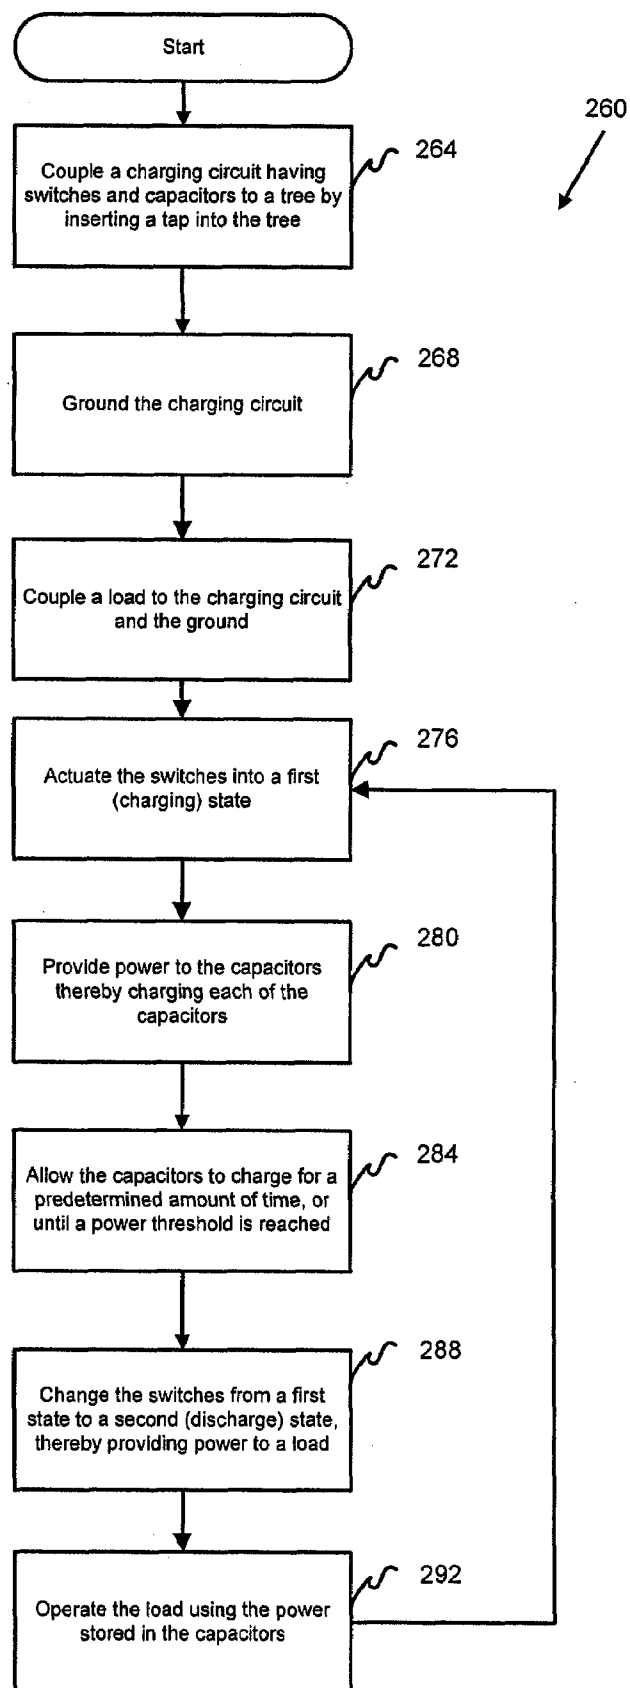 Start
260
264
Couple a charging circuit having
switches and capacitors to a tree by
inserting a tap into the tree
268
Ground the charging circuit
272
Couple a load to the charging circuit
and the ground
276
Actuate the switches into a first
(charging) state
280
Provide power to the capacitors
thereby charging each of the
capacitors
284
Allow the capacitors to charge for a
predetermined amount of time, or
until a power threshold is reached
288
Change the switches from a first
state to a second (discharge) state,
thereby providing power to a load
292
Operate the load using the power
stored in the capacitors